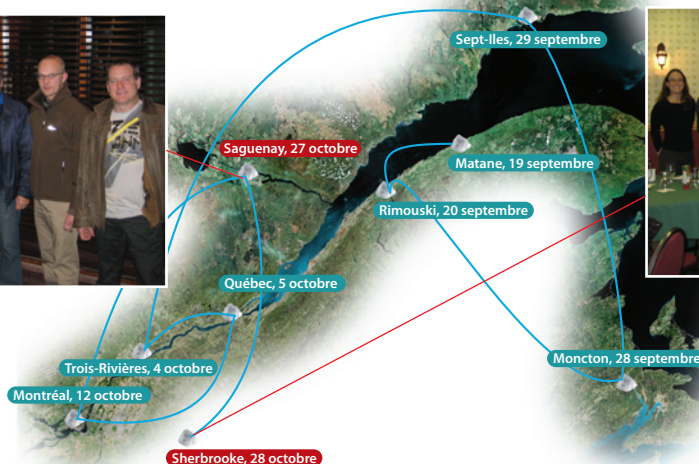 Sept-Iles, 29 septembre
Saguenay, 27 octobre
Matane, 19 septembre
Rimouski, 20 septembre
Québec, 5 octobre
Moncton, 28 septembre
Trois-Rivières, 4 octobre
Montréal, 12 octobre
Sherbrooke, 28 octobre